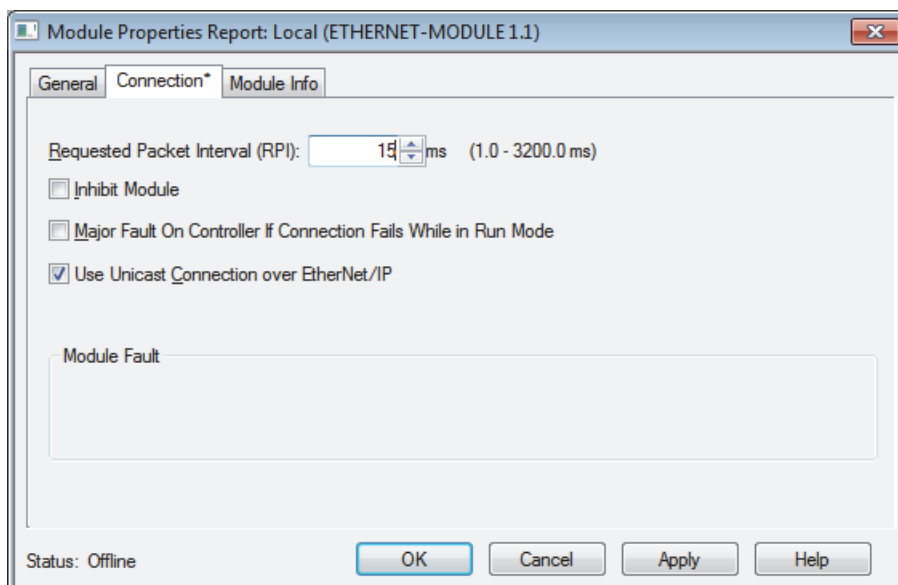 Module Properties Report: Local (ETHERNET-MODULE 1.1)
General Connection* Module Info
Requested Packet Interval (RPI): 15 ms (1.0 - 3200.0 ms)
Inhibit Module
Major Fault On Controller If Connection Fails While in Run Mode
Use Unicast Connection over EtherNet/IP
Module Fault
Status: Offline OK Cancel Apply Help